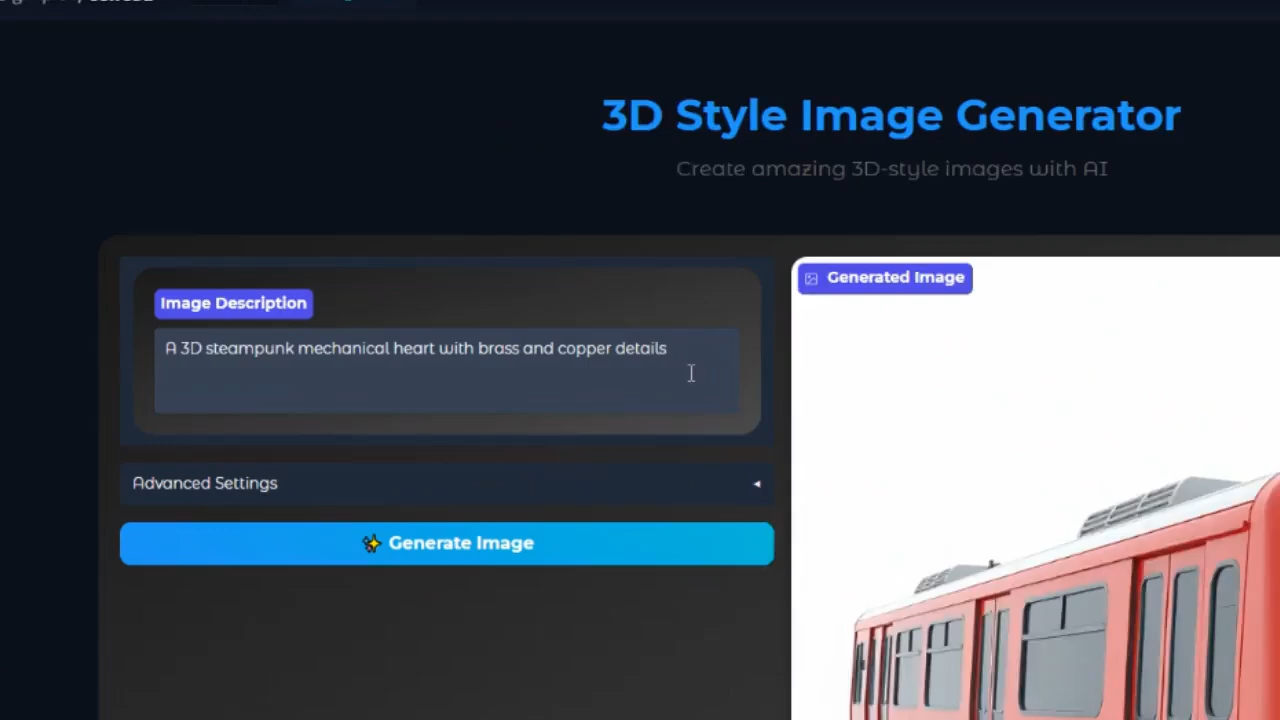 3D Style Image Generator
Create amazing 3D-style images with AI
Image Description
A 3D steampunk mechanical heart with brass and copper details
Advanced Settings
✨ Generate Image
Generated Image